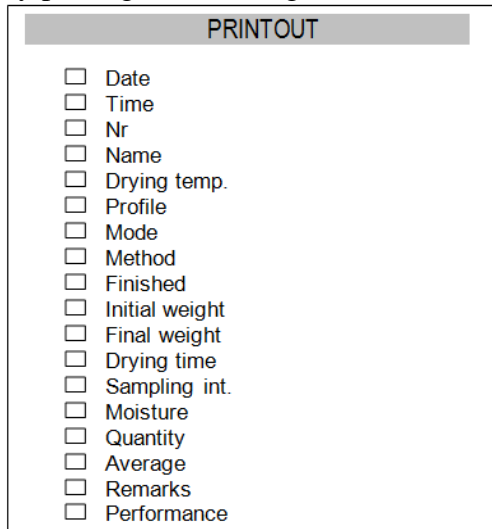 PRINTOUT
Date
Time
Nr
Name
Drying temp.
Profile
Mode
Method
Finished
Initial weight
Final weight
Drying time
Sampling int.
Moisture
Quantity
Average
Remarks
Performance